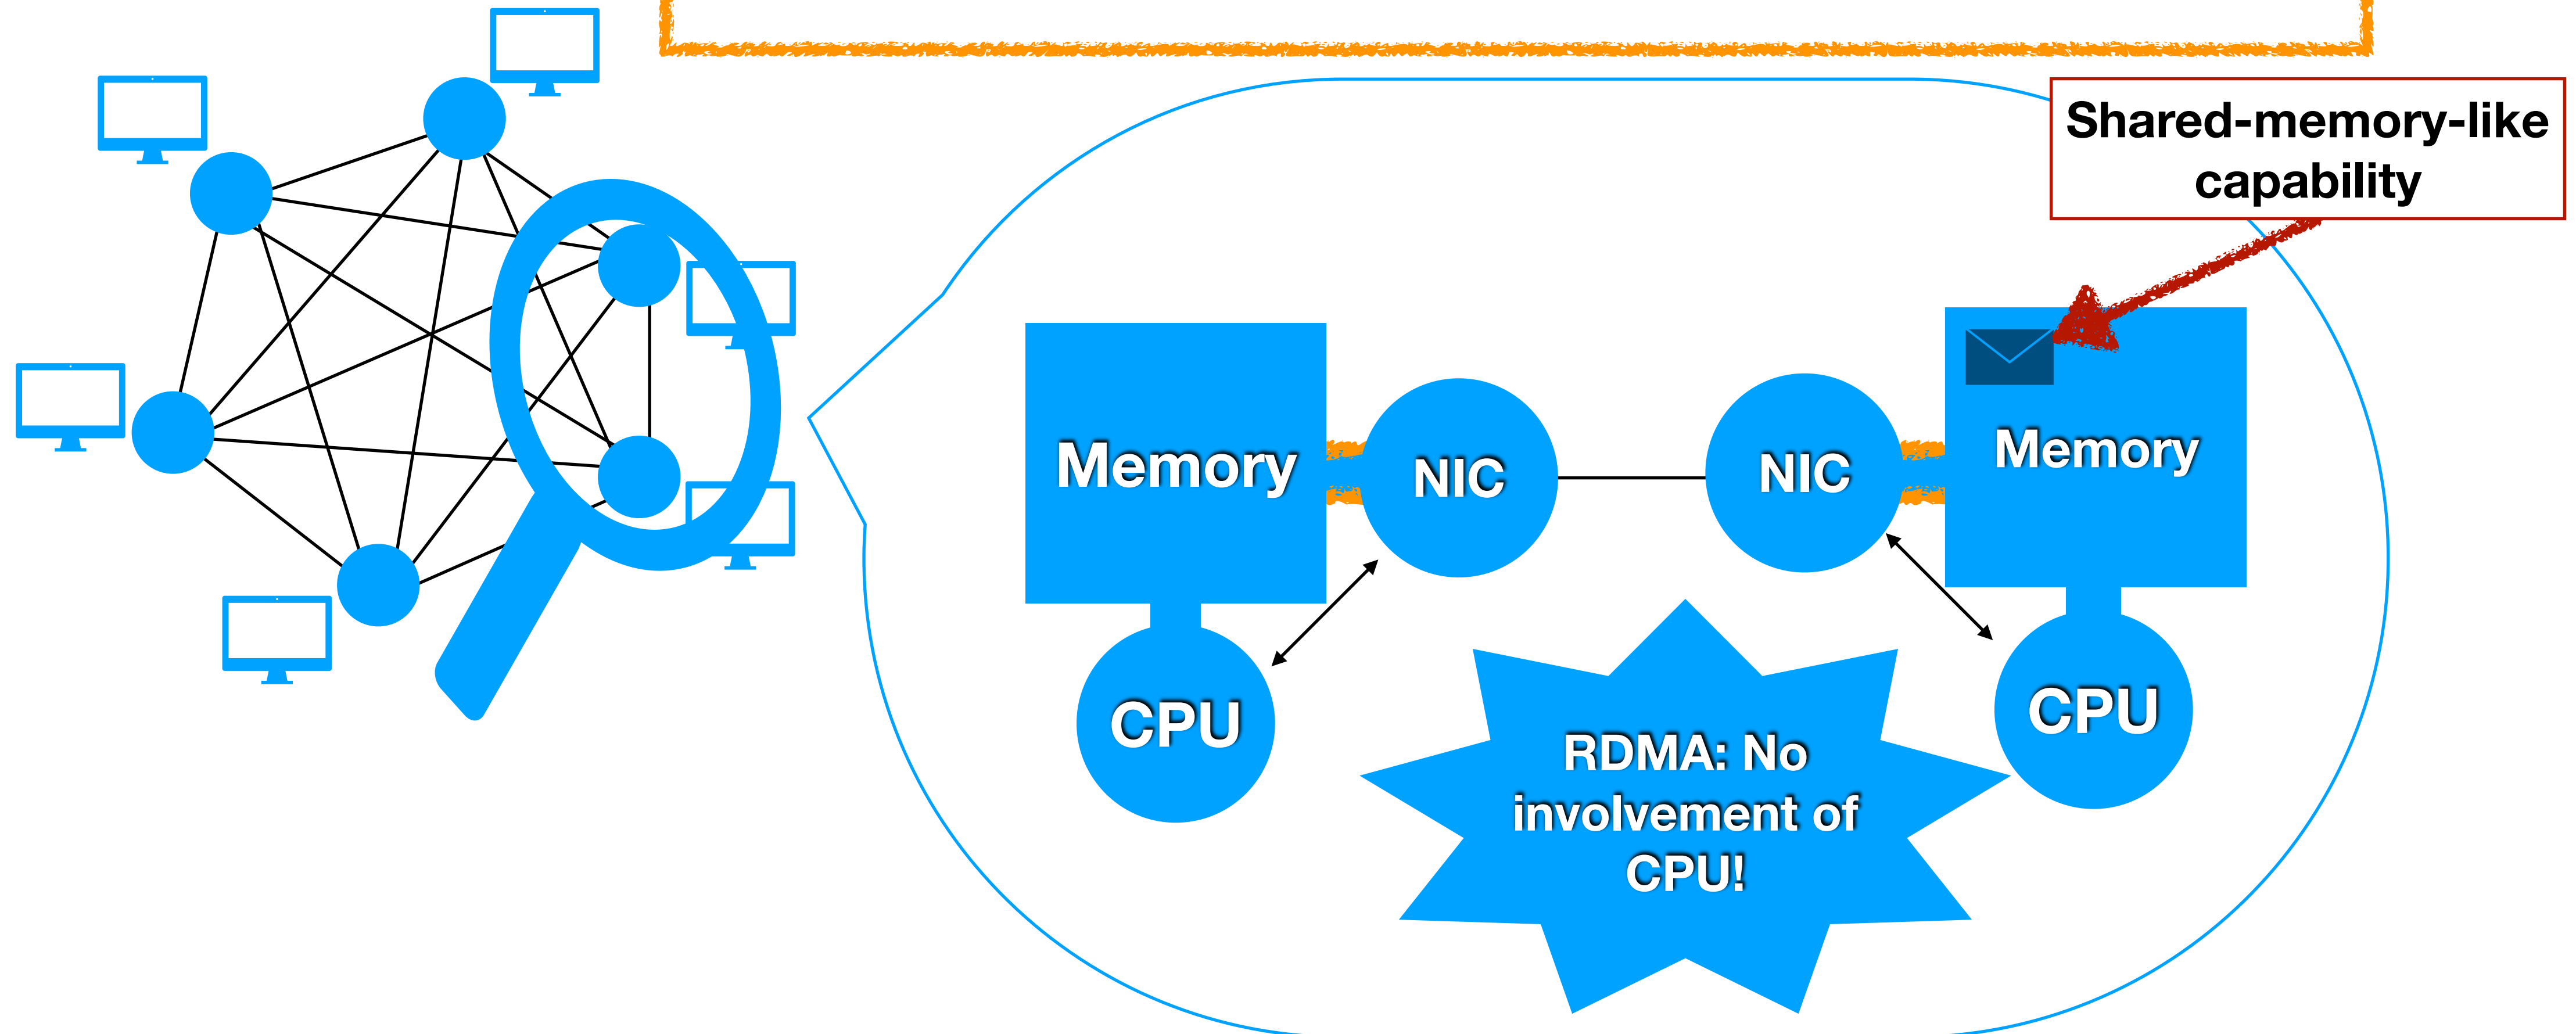 Shared-memory-like
capability
Memory
NIC
NIC
Memory
CPU
CPU
RDMA: No
involvement of
CPU!